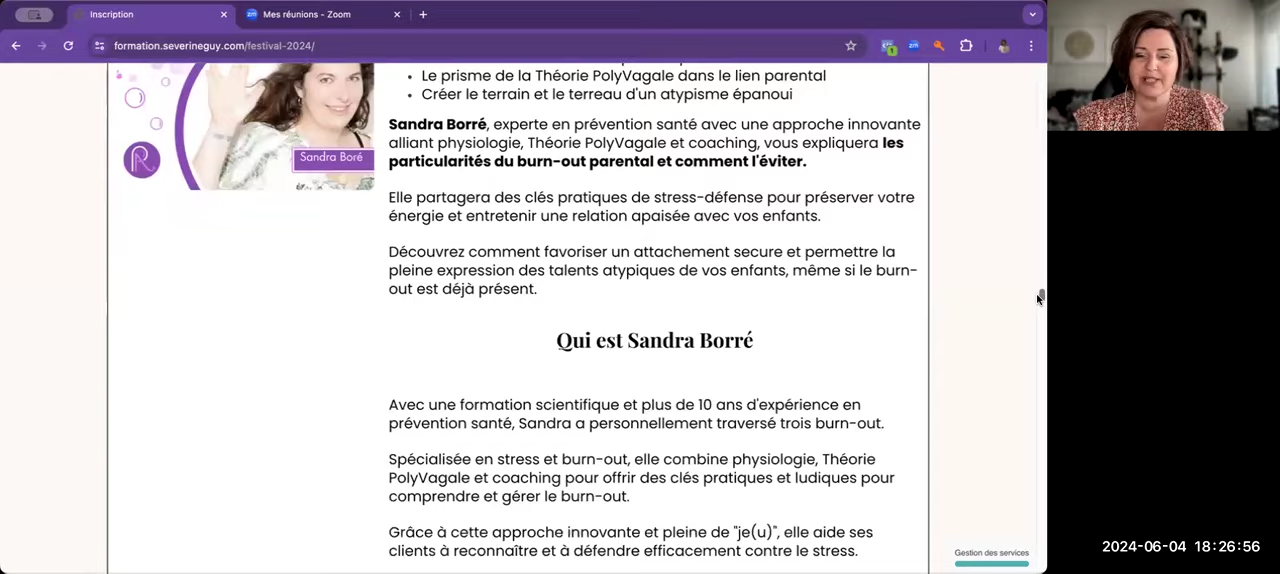 Inscription
Mes réunions - Zoom
formation.severineguy.com/festival-2024/
Le prisme de la Théorie PolyVagale dans le lien parental
Créer le terrain et le terreau d'un atypisme épanoui
Sandra Boré
R
Sandra Borré, experte en prévention santé avec une approche innovante
alliant physiologie, Théorie PolyVagale et coaching, vous expliquera les
particularités du burn-out parental et comment l'éviter.
Elle partagera des clés pratiques de stress-défense pour préserver votre
énergie et entretenir une relation apaisée avec vos enfants.
Découvrez comment favoriser un attachement secure et permettre la
pleine expression des talents atypiques de vos enfants, même si le burn-
out est déjà présent.
Qui est Sandra Borré
Avec une formation scientifique et plus de 10 ans d'expérience en
prévention santé, Sandra a personnellement traversé trois burn-out.
Spécialisée en stress et burn-out, elle combine physiologie, Théorie
PolyVagale et coaching pour offrir des clés pratiques et ludiques pour
comprendre et gérer le burn-out.
Grâce à cette approche innovante et pleine de "je(u)", elle aide ses
clients à reconnaître et à défendre efficacement contre le stress.
Gestion des services
2024-06-04 18:26:56